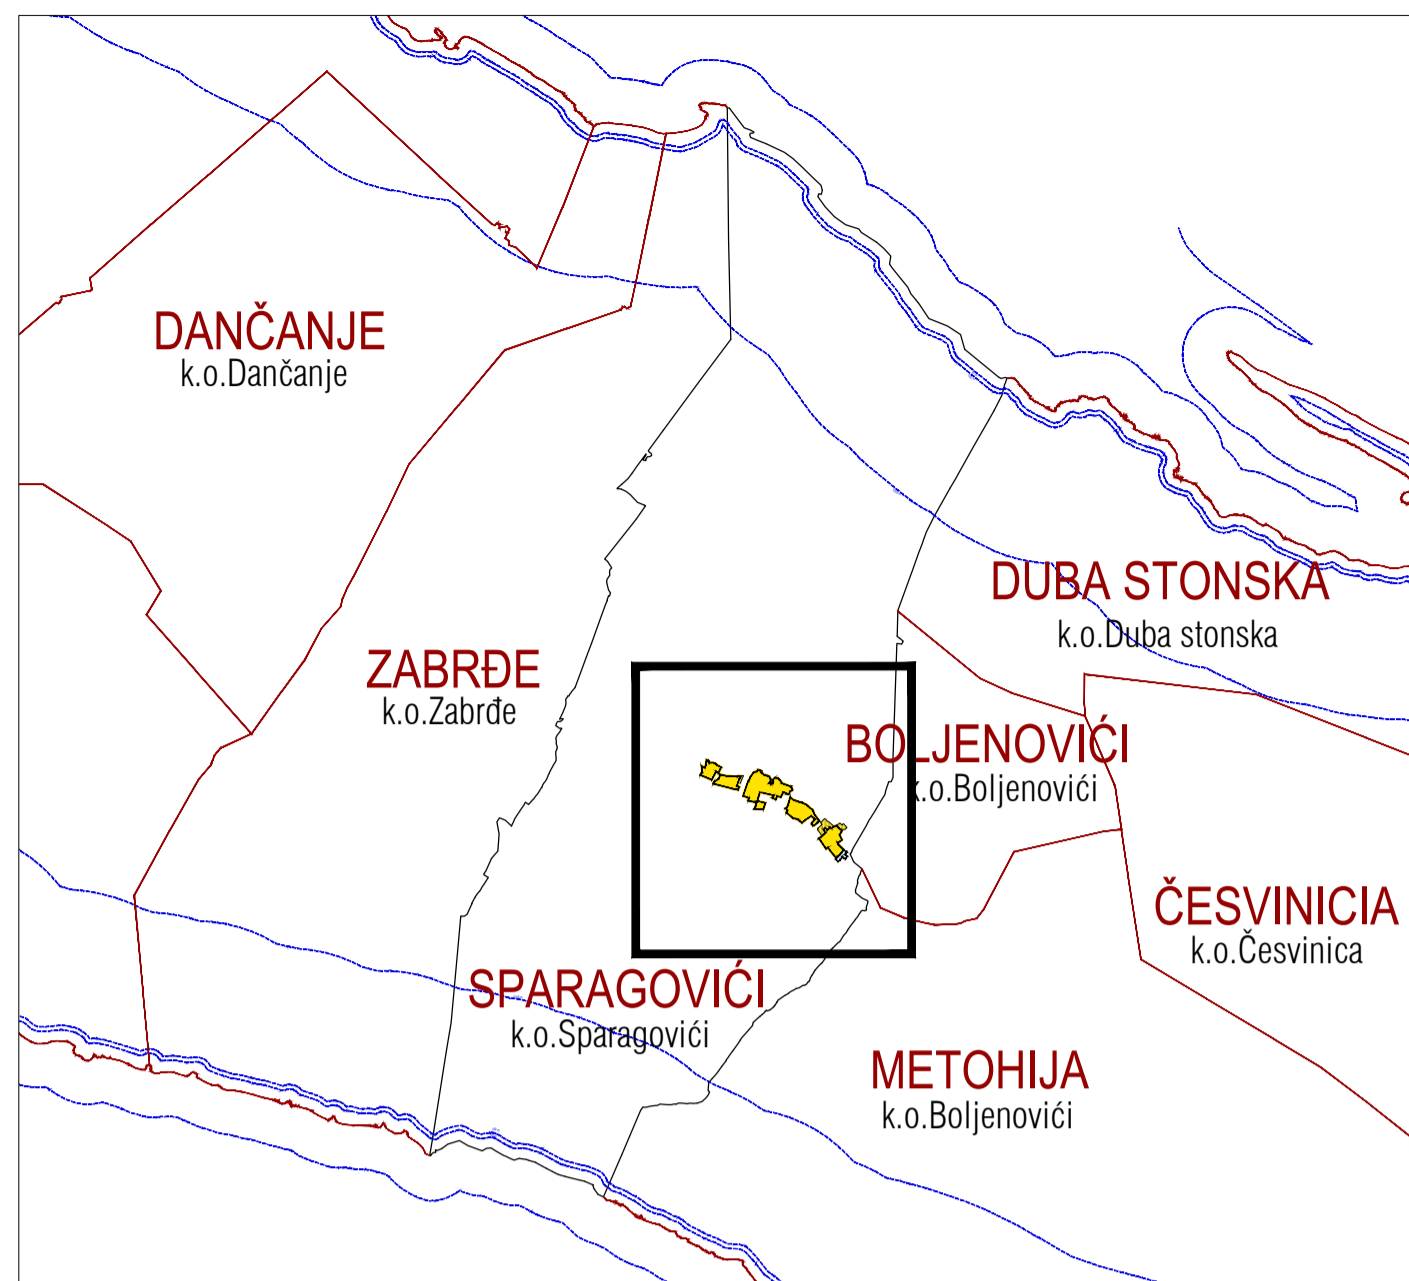 DANČANJE
k.o.Dančanje
DUBA STONSKA
k.o.Duba stonska
ZABRĐE
k.o.Zabrđe
BOLJENOVIĆI
k.o.Boljenovići
ČESVINICIA
k.o.Česvinica
SPARAGOVIĆI
k.o.Sparagovići
METOHIJA
k.o.Boljenovići